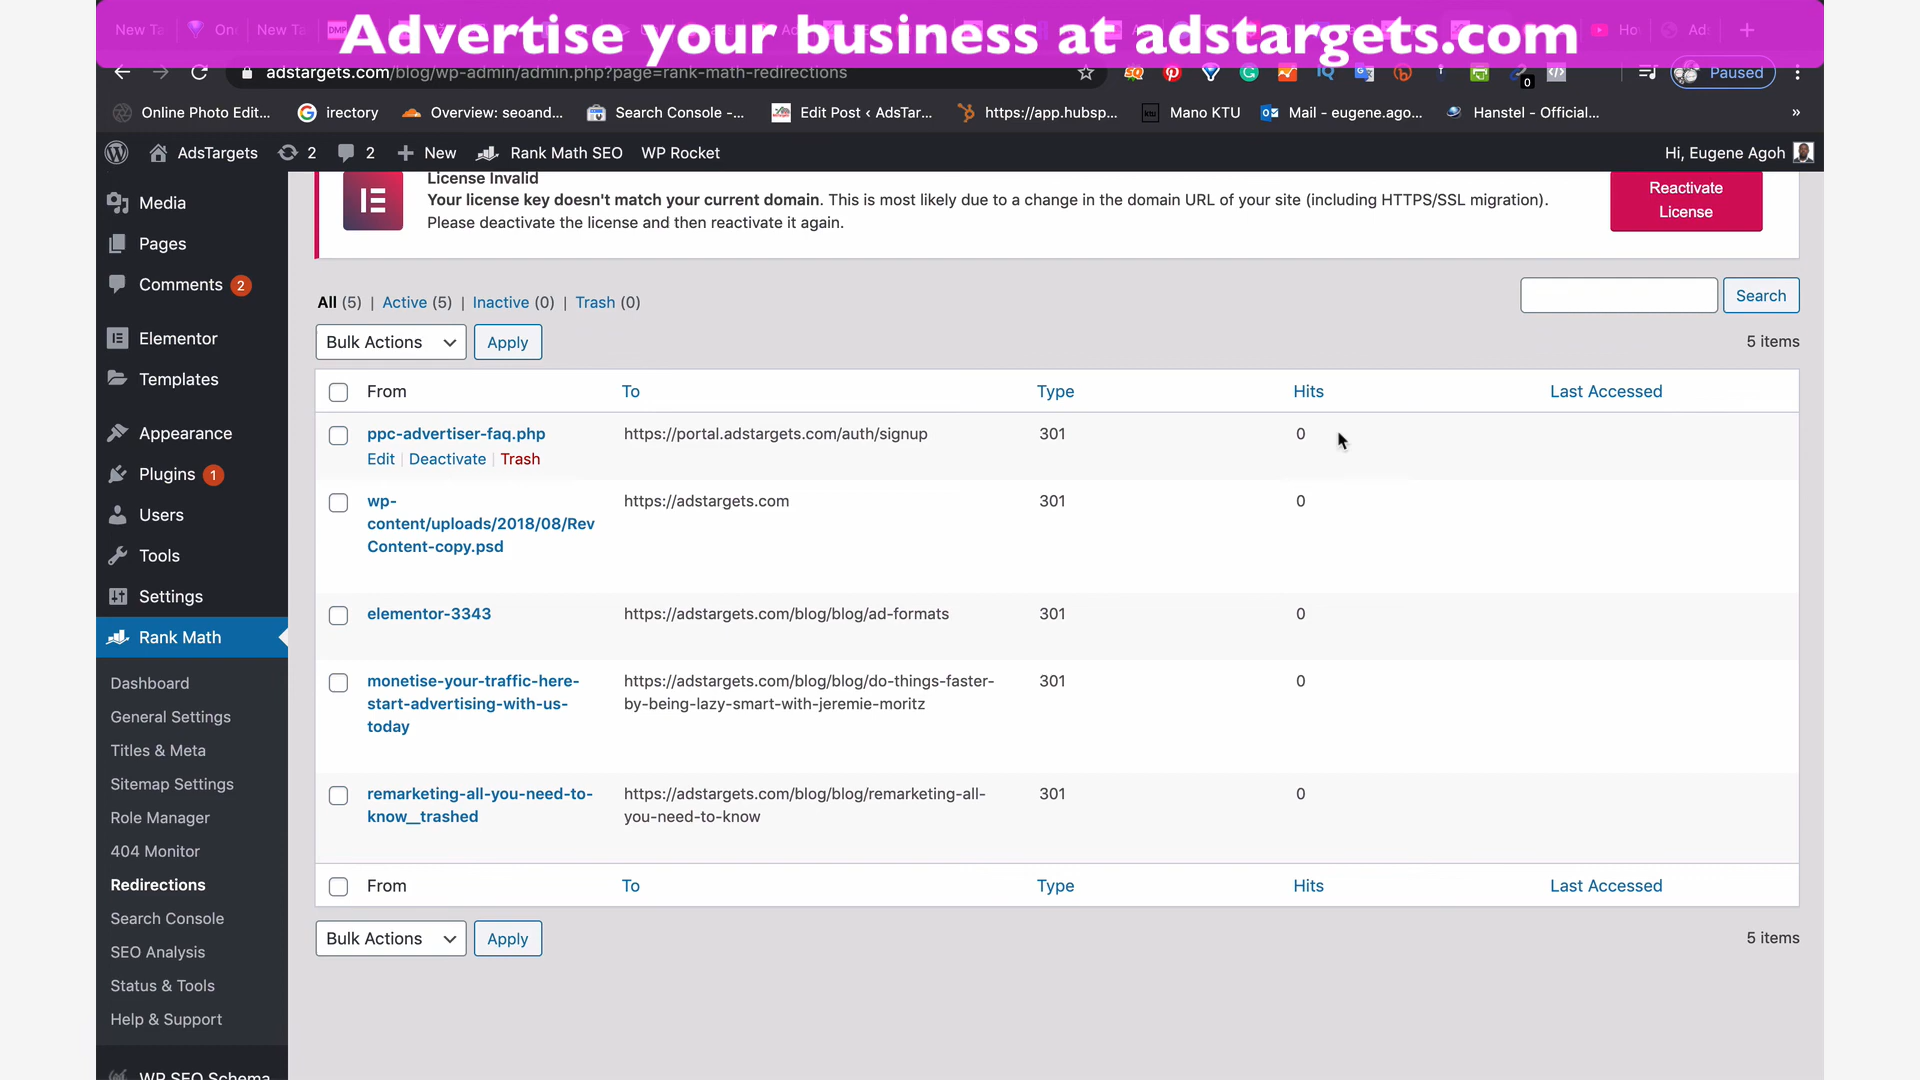 Advertise your business at adstargets.com
New Ta
On
New Ta
DMP
Ho
Ad
adstargets.com/blog/wp-admin/admin.php?page=rank-math-redirections
0
Paused
Online Photo Edit...
irectory
Overview: seoand...
Search Console -...
Edit Post ‹ AdsTar...
https://app.hubsp...
ktu
Mano KTU
Mail - eugene.ago...
Hanstel - Official...
»
AdsTargets
2
2
New
Rank Math SEO
WP Rocket
Hi, Eugene Agoh
License Invalid
Your license key doesn't match your current domain. This is most likely due to a change in the domain URL of your site (including HTTPS/SSL migration).
Please deactivate the license and then reactivate it again.
Reactivate
License
Media
Pages
Comments 2
Elementor
Templates
Appearance
Plugins 1
Users
Tools
Settings
Rank Math
Dashboard
General Settings
Titles & Meta
Sitemap Settings
Role Manager
404 Monitor
Redirections
Search Console
SEO Analysis
Status & Tools
Help & Support
WP SEO Schema
All (5) | Active (5) | Inactive (0) | Trash (0)
Search
Bulk Actions
Apply
5 items
From To Type Hits Last Accessed
ppc-advertiser-faq.php https://portal.adstargets.com/auth/signup 301 0
Edit | Deactivate | Trash
wp- https://adstargets.com 301 0
content/uploads/2018/08/Rev
Content-copy.psd
elementor-3343 https://adstargets.com/blog/blog/ad-formats 301 0
monetise-your-traffic-here- https://adstargets.com/blog/blog/do-things-faster- 301 0
start-advertising-with-us- by-being-lazy-smart-with-jeremie-moritz
today
remarketing-all-you-need-to- https://adstargets.com/blog/blog/remarketing-all- 301 0
know__trashed you-need-to-know
From To Type Hits Last Accessed
Bulk Actions
Apply
5 items